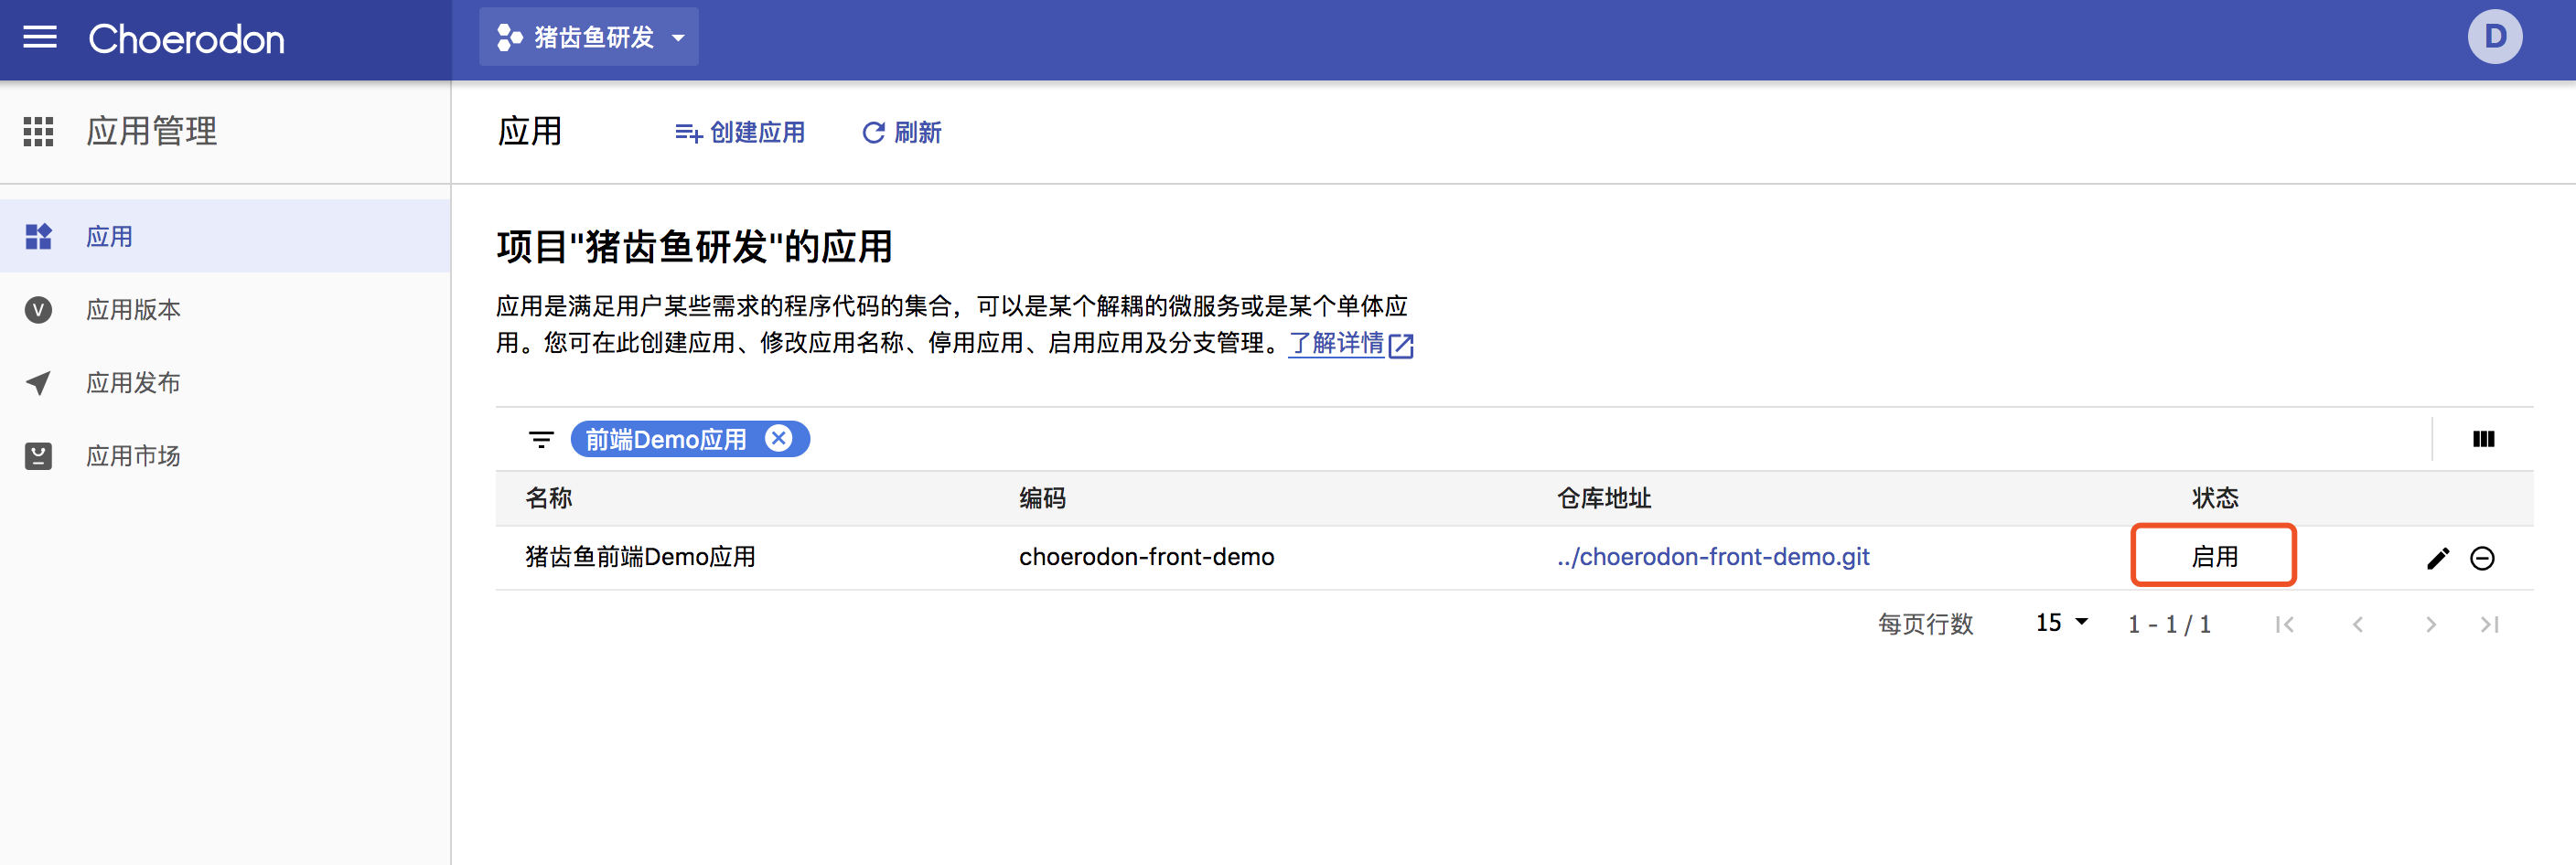 Choerodon
猪齿鱼研发
D
应用管理
应用
应用版本
应用发布
应用市场
应用
创建应用
刷新
项目"猪齿鱼研发"的应用
应用是满足用户某些需求的程序代码的集合，可以是某个解耦的微服务或是某个单体应
用。您可在此创建应用、修改应用名称、停用应用、启用应用及分支管理。了解详情
前端Demo应用
名称 编码 仓库地址 状态
猪齿鱼前端Demo应用 choerodon-front-demo ../choerodon-front-demo.git 启用
每页行数 15 1 - 1 / 1